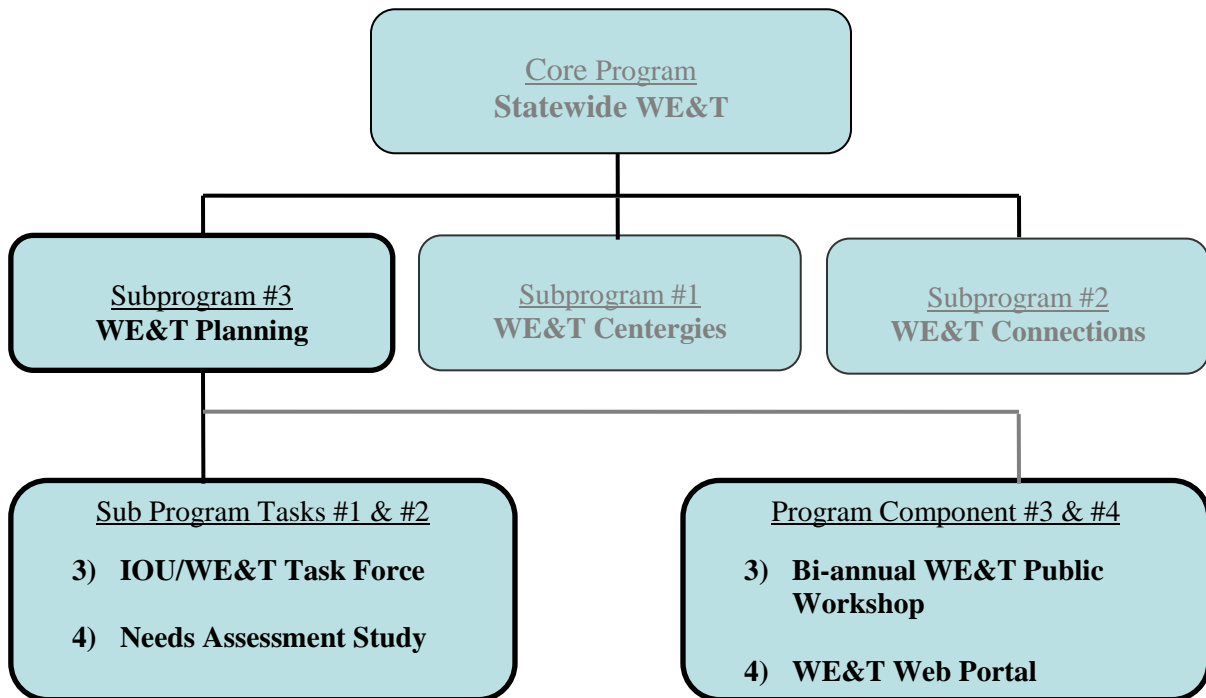 Core Program
Statewide WE&T
Subprogram #3
WE&T Planning
Subprogram #1
WE&T Centergies
Subprogram #2
WE&T Connections
Sub Program Tasks #1 & #2
3) IOU/WE&T Task Force
4) Needs Assessment Study
Program Component #3 & #4
3) Bi-annual WE&T Public
Workshop
4) WE&T Web Portal